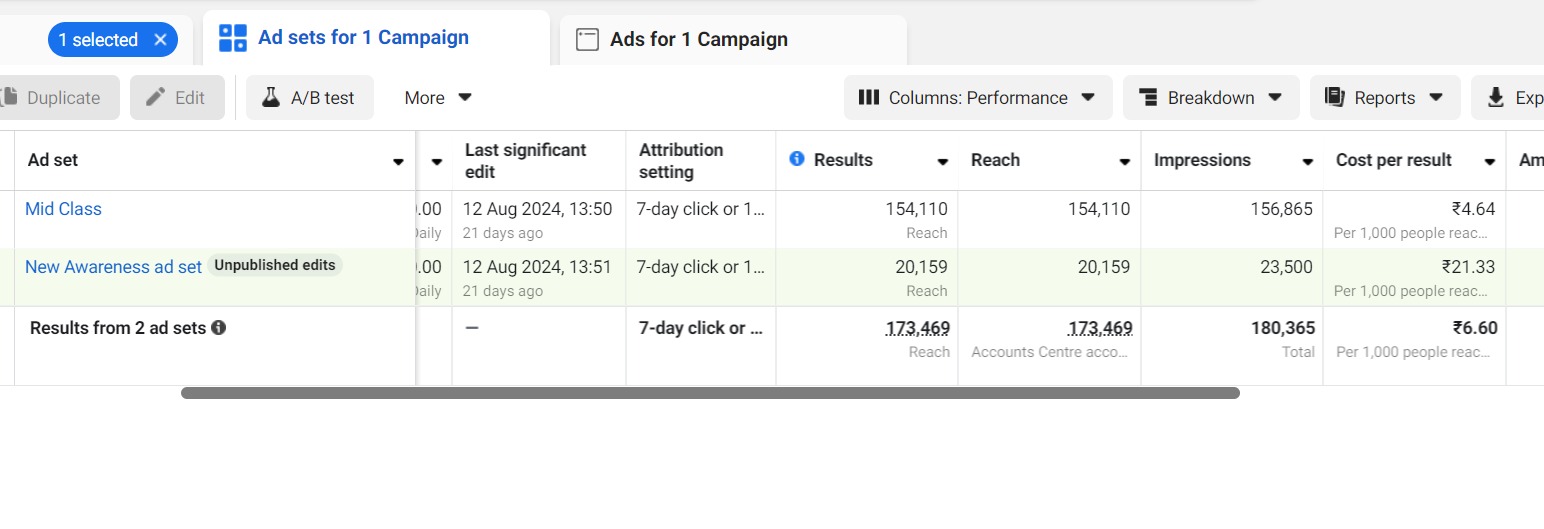 1 selected
Ad sets for 1 Campaign
Ads for 1 Campaign
Duplicate
Edit
A/B test
More
Columns: Performance
Breakdown
Reports
Exp
Ad set
Last significant edit
Attribution setting
Results
Reach
Impressions
Cost per result
Am
Mid Class
.00
Daily
12 Aug 2024, 13:50
21 days ago
7-day click or 1...
154,110
Reach
154,110
156,865
₹4.64
Per 1,000 people reac...
New Awareness ad set
Unpublished edits
.00
Daily
12 Aug 2024, 13:51
21 days ago
7-day click or 1...
20,159
Reach
20,159
23,500
₹21.33
Per 1,000 people reac...
Results from 2 ad sets
—
7-day click or ...
173,469
Reach
173,469
Accounts Centre acco...
180,365
Total
₹6.60
Per 1,000 people reac...